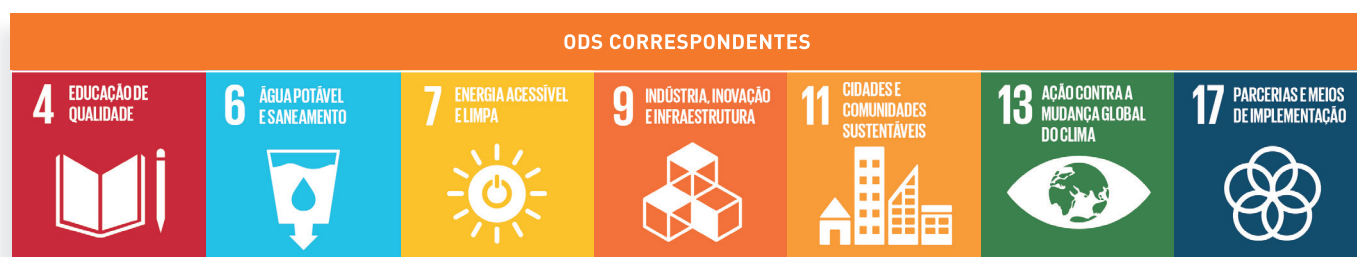 ODS CORRESPONDENTES
4 EDUCAÇÃO DE
QUALIDADE
6 ÁGUA POTÁVEL
E SANEAMENTO
7 ENERGIA ACESSÍVEL
E LIMPA
9 INDÚSTRIA, INOVAÇÃO
E INFRAESTRUTURA
11 CIDADES E
COMUNIDADES
SUSTENTÁVEIS
13 AÇÃO CONTRA A
MUDANÇA GLOBAL
DO CLIMA
17 PARCERIAS E MEIOS
DE IMPLEMENTAÇÃO